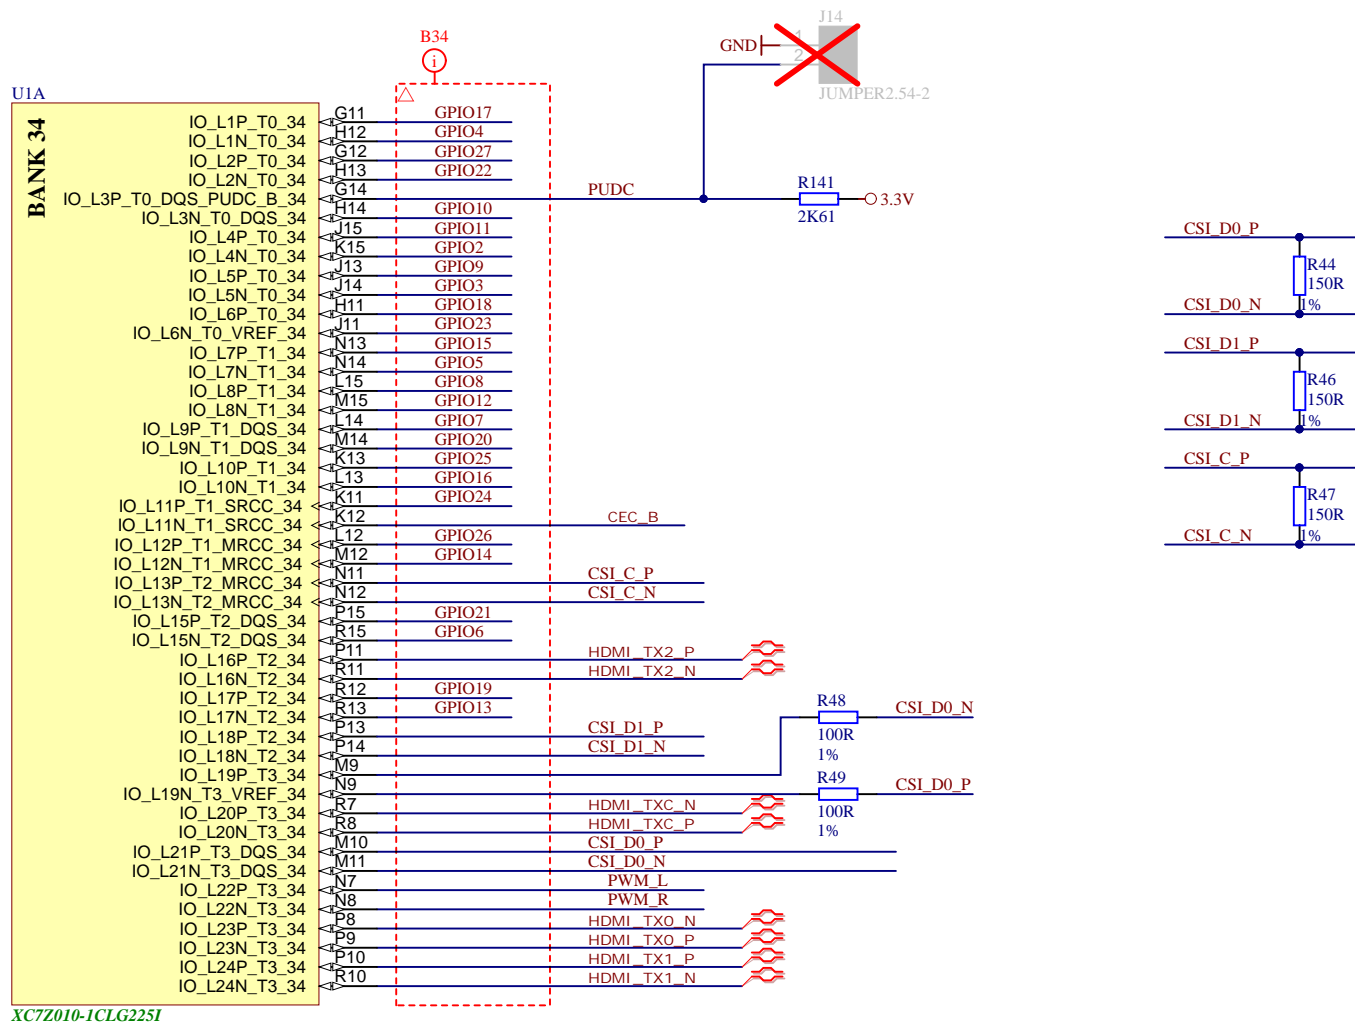 J14
B34
i
GND
1
2
JUMPER2.54-2
U1A
BANK 34
IO_L1P_T0_34 G11 GPIO17
IO_L1N_T0_34 H12 GPIO4
IO_L2P_T0_34 G12 GPIO27
IO_L2N_T0_34 H13 GPIO22
IO_L3P_T0_DQS_PUDC_B_34 G14 PUDC
R141
2K61
3.3V
IO_L3N_T0_DQS_34 H14 GPIO10
IO_L4P_T0_34 J15 GPIO11
IO_L4N_T0_34 K15 GPIO2
IO_L5P_T0_34 J13 GPIO9
IO_L5N_T0_34 J14 GPIO3
IO_L6P_T0_34 H11 GPIO18
IO_L6N_T0_VREF_34 J11 GPIO23
IO_L7P_T1_34 N13 GPIO15
IO_L7N_T1_34 N14 GPIO5
IO_L8P_T1_34 L15 GPIO8
IO_L8N_T1_34 M15 GPIO12
IO_L9P_T1_DQS_34 L14 GPIO7
IO_L9N_T1_DQS_34 M14 GPIO20
IO_L10P_T1_34 K13 GPIO25
IO_L10N_T1_34 L13 GPIO16
IO_L11P_T1_SRCC_34 K11 GPIO24
IO_L11N_T1_SRCC_34 K12 CEC_B
IO_L12P_T1_MRCC_34 L12 GPIO26
IO_L12N_T1_MRCC_34 M12 GPIO14
IO_L13P_T2_MRCC_34 N11 CSI_C_P
IO_L13N_T2_MRCC_34 N12 CSI_C_N
IO_L15P_T2_DQS_34 P15 GPIO21
IO_L15N_T2_DQS_34 R15 GPIO6
IO_L16P_T2_34 P11 HDMI_TX2_P
IO_L16N_T2_34 R11 HDMI_TX2_N
IO_L17P_T2_34 R12 GPIO19
IO_L17N_T2_34 R13 GPIO13
IO_L18P_T2_34 P13 CSI_D1_P
IO_L18N_T2_34 P14 CSI_D1_N
IO_L19P_T3_34 M9
R48
100R
1%
CSI_D0_N
IO_L19N_T3_VREF_34 N9
R49
100R
1%
CSI_D0_P
IO_L20P_T3_34 R7 HDMI_TXC_N
IO_L20N_T3_34 R8 HDMI_TXC_P
IO_L21P_T3_DQS_34 M10 CSI_D0_P
IO_L21N_T3_DQS_34 M11 CSI_D0_N
IO_L22P_T3_34 N7 PWM_L
IO_L22N_T3_34 N8 PWM_R
IO_L23P_T3_34 P8 HDMI_TX0_N
IO_L23N_T3_34 P9 HDMI_TX0_P
IO_L24P_T3_34 P10 HDMI_TX1_P
IO_L24N_T3_34 R10 HDMI_TX1_N
XC7Z010-1CLG225I
CSI_D0_P
R44
150R
1%
CSI_D0_N
CSI_D1_P
R46
150R
1%
CSI_D1_N
CSI_C_P
R47
150R
1%
CSI_C_N